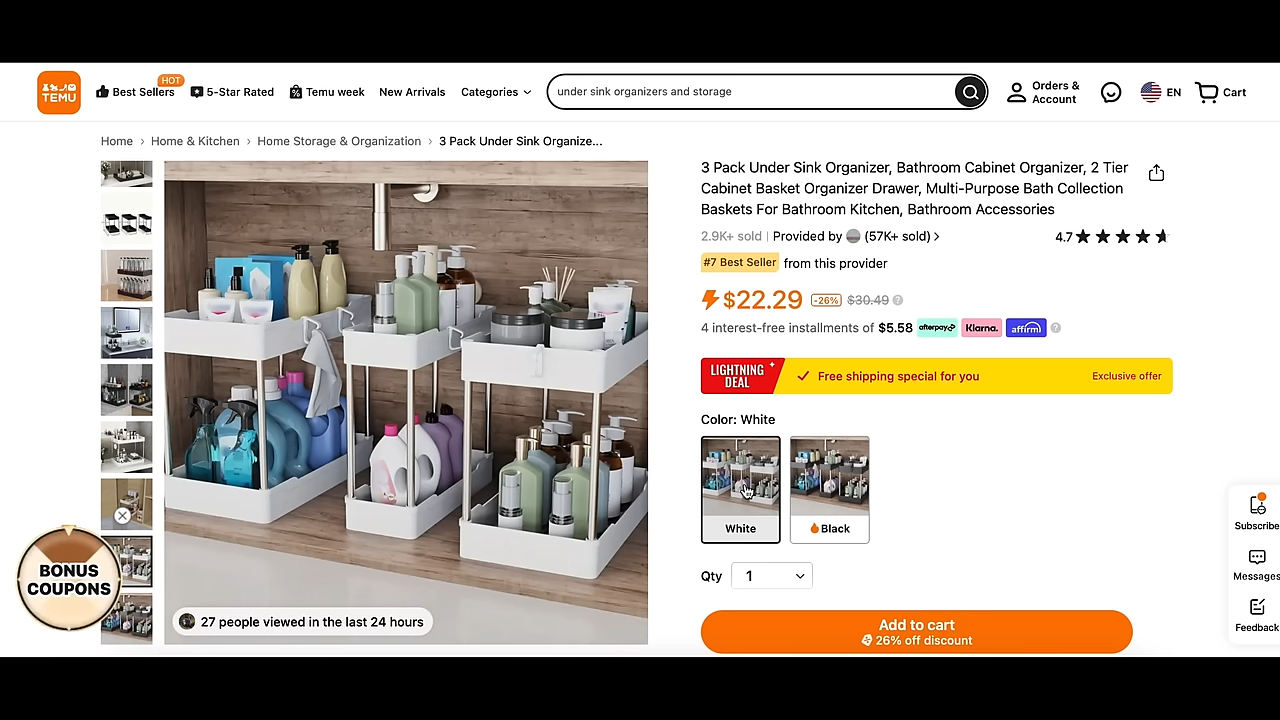 TEMU
Best Sellers
HOT
5-Star Rated
Temu week
New Arrivals
Categories
under sink organizers and storage
Orders &
Account
EN
Cart
Home › Home & Kitchen › Home Storage & Organization › 3 Pack Under Sink Organize...
3 Pack Under Sink Organizer, Bathroom Cabinet Organizer, 2 Tier
Cabinet Basket Organizer Drawer, Multi-Purpose Bath Collection
Baskets For Bathroom Kitchen, Bathroom Accessories
2.9K+ sold | Provided by (57K+ sold) >
4.7
#7 Best Seller from this provider
$22.29 -26% $30.49 ?
4 interest-free installments of $5.58 afterpay Klarna. affirm ?
LIGHTNING
DEAL
Free shipping special for you
Exclusive offer
Color: White
White
Black
Qty 1
Add to cart
26% off discount
27 people viewed in the last 24 hours
BONUS
COUPONS
Subscribe
Messages
Feedback